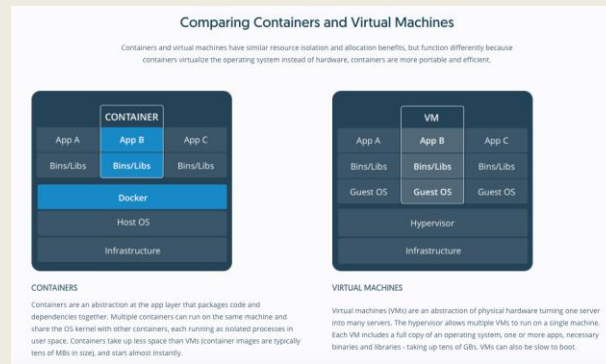 Comparing Containers and Virtual Machines
Containers and virtual machines have similar resource isolation and allocation benefits, but function differently because
containers virtualize the operating system instead of hardware, containers are more portable and efficient.
CONTAINER
App A App B App C
Bins/Libs Bins/Libs Bins/Libs
Docker
Host OS
Infrastructure
CONTAINERS
Containers are an abstraction at the app layer that packages code and
dependencies together. Multiple containers can run on the same machine and
share the OS kernel with other containers, each running as isolated processes in
user space. Containers take up less space than VMs (container images are typically
tens of MBs in size), and start almost instantly.
VM
App A App B App C
Bins/Libs Bins/Libs Bins/Libs
Guest OS Guest OS Guest OS
Hypervisor
Infrastructure
VIRTUAL MACHINES
Virtual machines (VMs) are an abstraction of physical hardware turning one server
into many servers. The hypervisor allows multiple VMs to run on a single machine.
Each VM includes a full copy of an operating system, one or more apps, necessary
binaries and libraries - taking up tens of GBs. VMs can also be slow to boot.